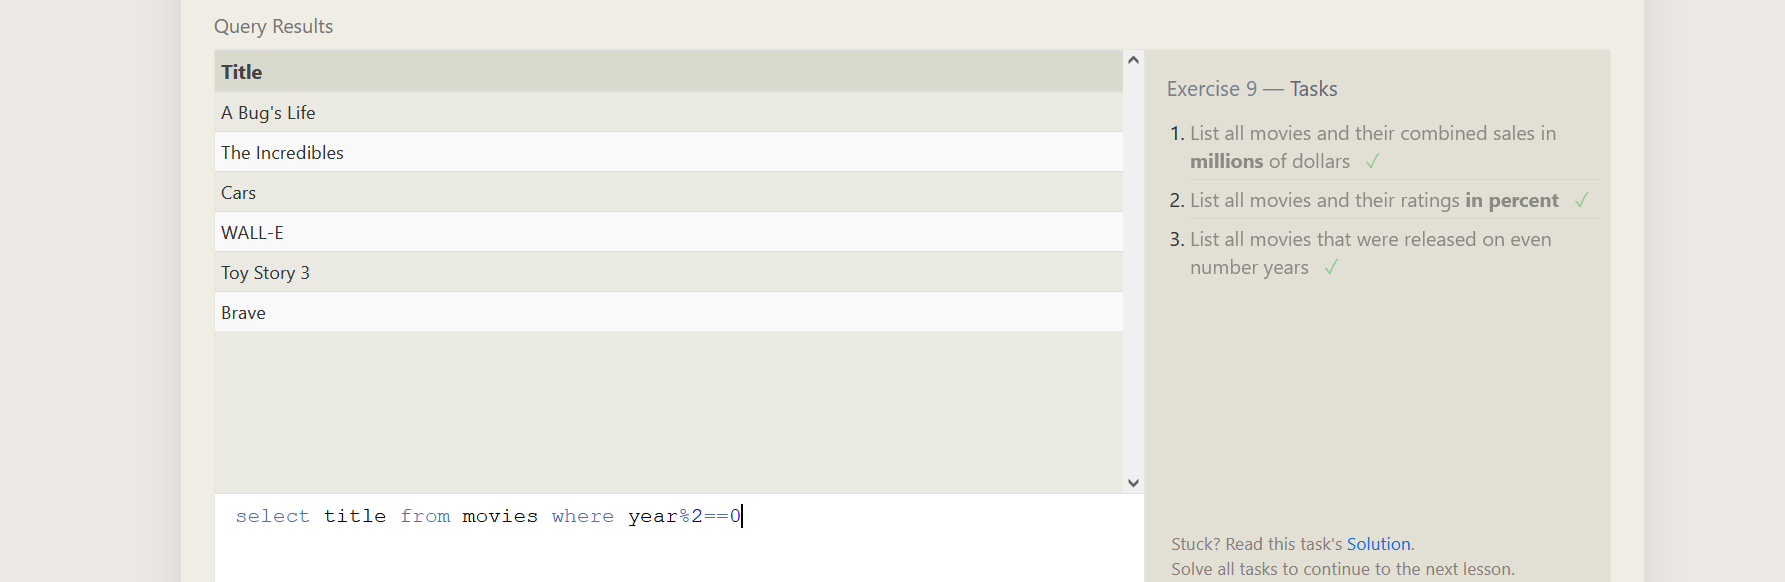 Query Results
Title
A Bug's Life
The Incredibles
Cars
WALL-E
Toy Story 3
Brave
select title from movies where year%2==0
Exercise 9 — Tasks
1. List all movies and their combined sales in
millions of dollars ✓
2. List all movies and their ratings in percent ✓
3. List all movies that were released on even
number years ✓
Stuck? Read this task's Solution.
Solve all tasks to continue to the next lesson.